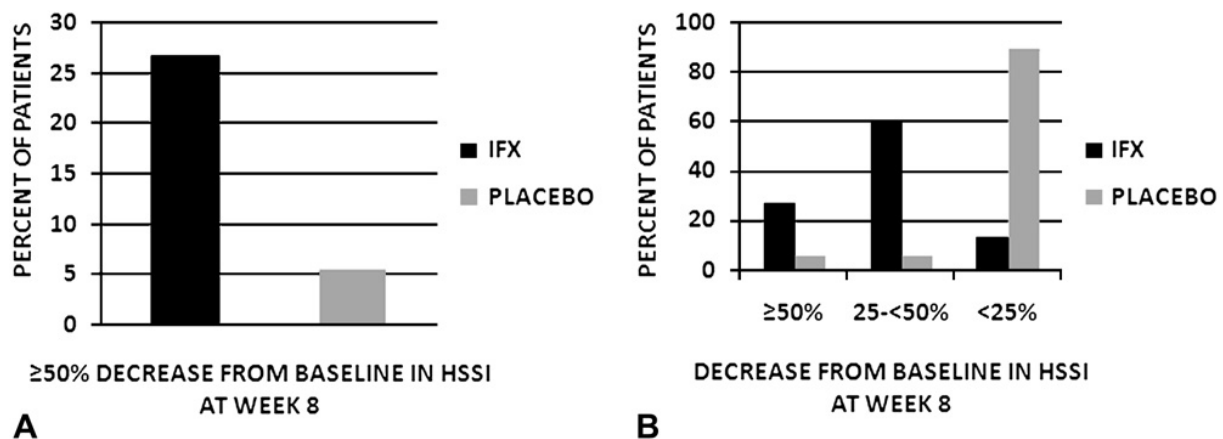 PERCENT OF PATIENTS
30
25
20
15
10
5
0
IFX
PLACEBO
≥50% DECREASE FROM BASELINE IN HSSI
AT WEEK 8
A
PERCENT OF PATIENTS
100
80
60
40
20
0
≥50% 25-<50% <25%
IFX
PLACEBO
DECREASE FROM BASELINE IN HSSI
AT WEEK 8
B